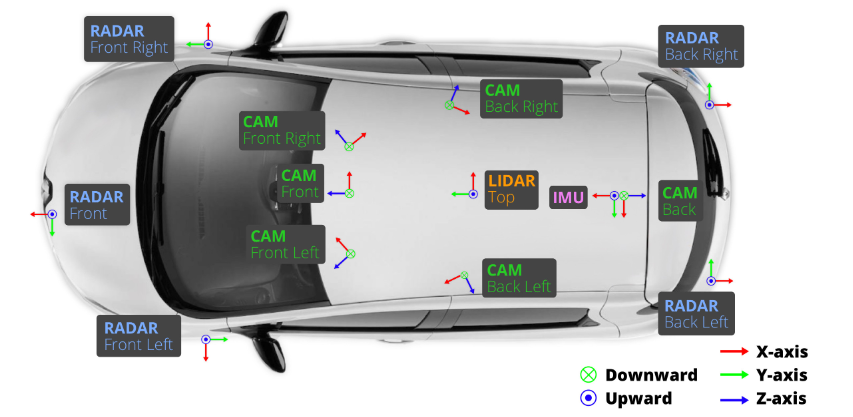 RADAR
Front Right
RADAR
Back Right
CAM
Back Right
CAM
Front Right
CAM
Front
LIDAR
Top
IMU
CAM
Back
RADAR
Front
CAM
Front Left
CAM
Back Left
RADAR
Front Left
RADAR
Back Left
X-axis
Downward
Y-axis
Upward
Z-axis